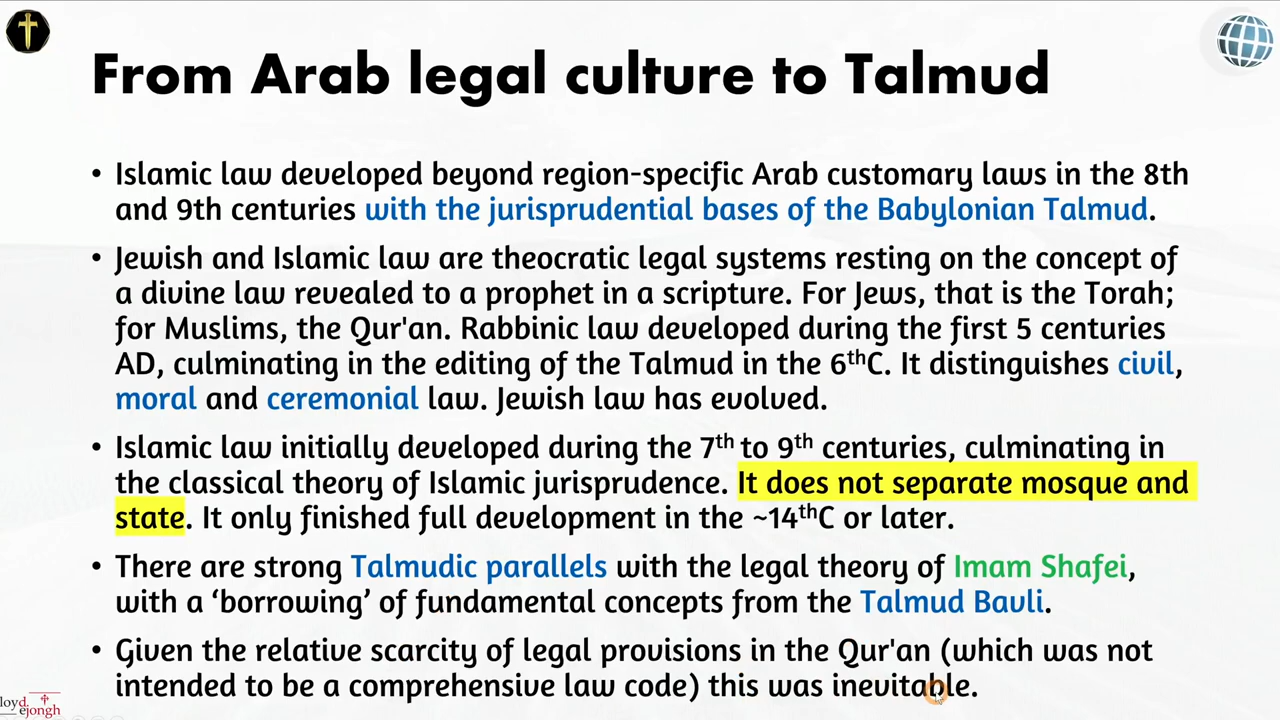 From Arab legal culture to Talmud
• Islamic law developed beyond region-specific Arab customary laws in the 8th
and 9th centuries with the jurisprudential bases of the Babylonian Talmud.
• Jewish and Islamic law are theocratic legal systems resting on the concept of
a divine law revealed to a prophet in a scripture. For Jews, that is the Torah;
for Muslims, the Qur'an. Rabbinic law developed during the first 5 centuries
AD, culminating in the editing of the Talmud in the 6thC. It distinguishes civil,
moral and ceremonial law. Jewish law has evolved.
• Islamic law initially developed during the 7th to 9th centuries, culminating in
the classical theory of Islamic jurisprudence. It does not separate mosque and
state. It only finished full development in the ~14thC or later.
• There are strong Talmudic parallels with the legal theory of Imam Shafei,
with a ‘borrowing’ of fundamental concepts from the Talmud Bavli.
• Given the relative scarcity of legal provisions in the Qur'an (which was not
intended to be a comprehensive law code) this was inevitable.
loyd
ejongh